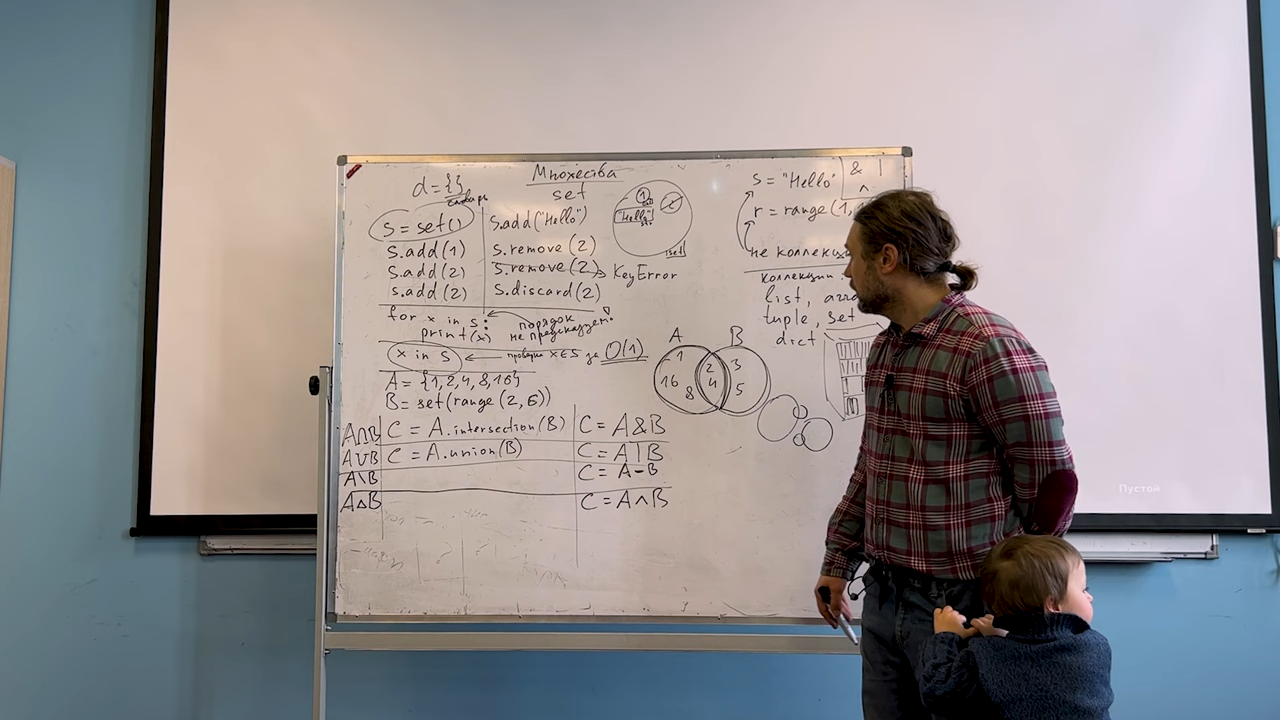 Множества
set
d = {}
словарь
s = set()
s.add(1)
s.add(2)
s.add(2)
s.add("Hello")
s.remove(2)
s.remove(2) → KeyError
s.discard(2)
1
"Hello"
str
set
for x in s:
print(x)
порядок
не предсказуем!
x in s ← проверка x ∈ S за O(1)
A = {1, 2, 4, 8, 16}
B = set(range(2, 6))
A∩B C = A.intersection(B) C = A&B
A∪B C = A.union(B) C = A|B
A\B C = A-B
A△B C = A^B
A B
1 2 3
16 8 4 5
s = "Hello"
& |
^
r = range(1,
не коллекц
коллекции
list,
tuple, set
dict
Пустой